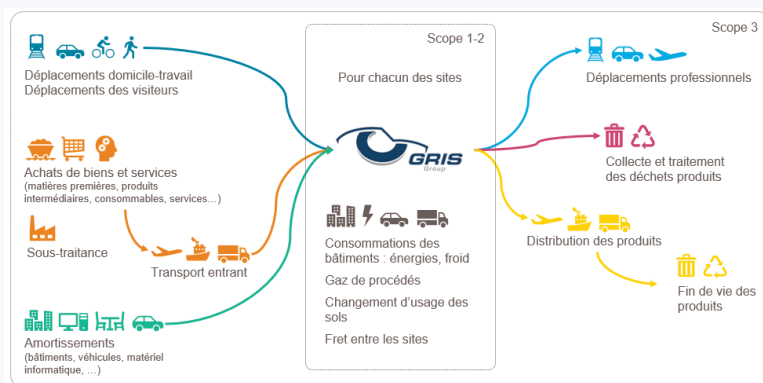 Scope 3
Scope 1-2
Pour chacun des sites
Déplacements domicile-travail
Déplacements des visiteurs
Achats de biens et services
(matières premières, produits
intermédiaires, consommables, services...)
Sous-traitance
Transport entrant
Amortissements
(bâtiments, véhicules, matériel
informatique, ...)
GRIS
Group
Consommations des
bâtiments : énergies, froid
Gaz de procédés
Changement d'usage des
sols
Fret entre les sites
Déplacements professionnels
Collecte et traitement
des déchets produits
Distribution des produits
Fin de vie des
produits